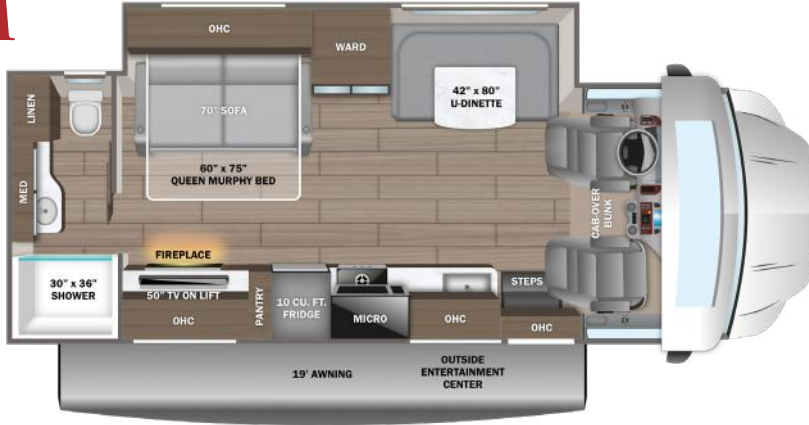 OHC
WARD
42" x 80"
U-DINETTE
LINEN
70" SOFA
60" x 75"
QUEEN MURPHY BED
MED
CAB-OVER
BUNK
FIREPLACE
30" x 36"
SHOWER
50" TV ON LIFT
PANTRY
10 CU. FT.
FRIDGE
STEPS
OHC
MICRO
OHC
OHC
19' AWNING
OUTSIDE
ENTERTAINMENT
CENTER